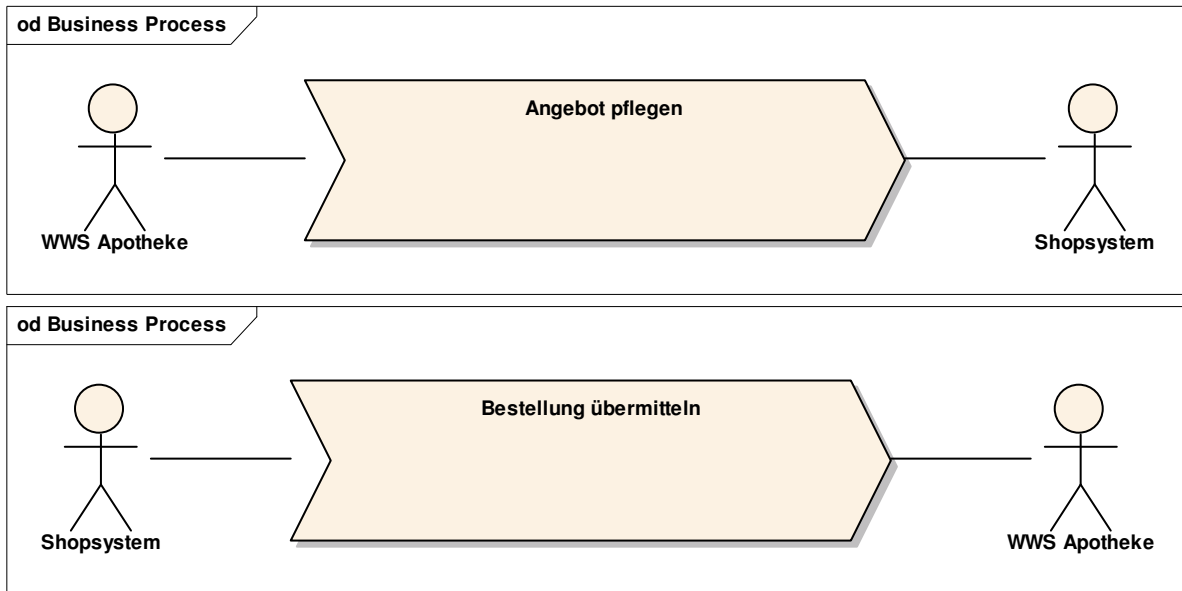 od Business Process
Angebot pflegen
WWS Apotheke
Shopsystem
od Business Process
Bestellung übermitteln
Shopsystem
WWS Apotheke